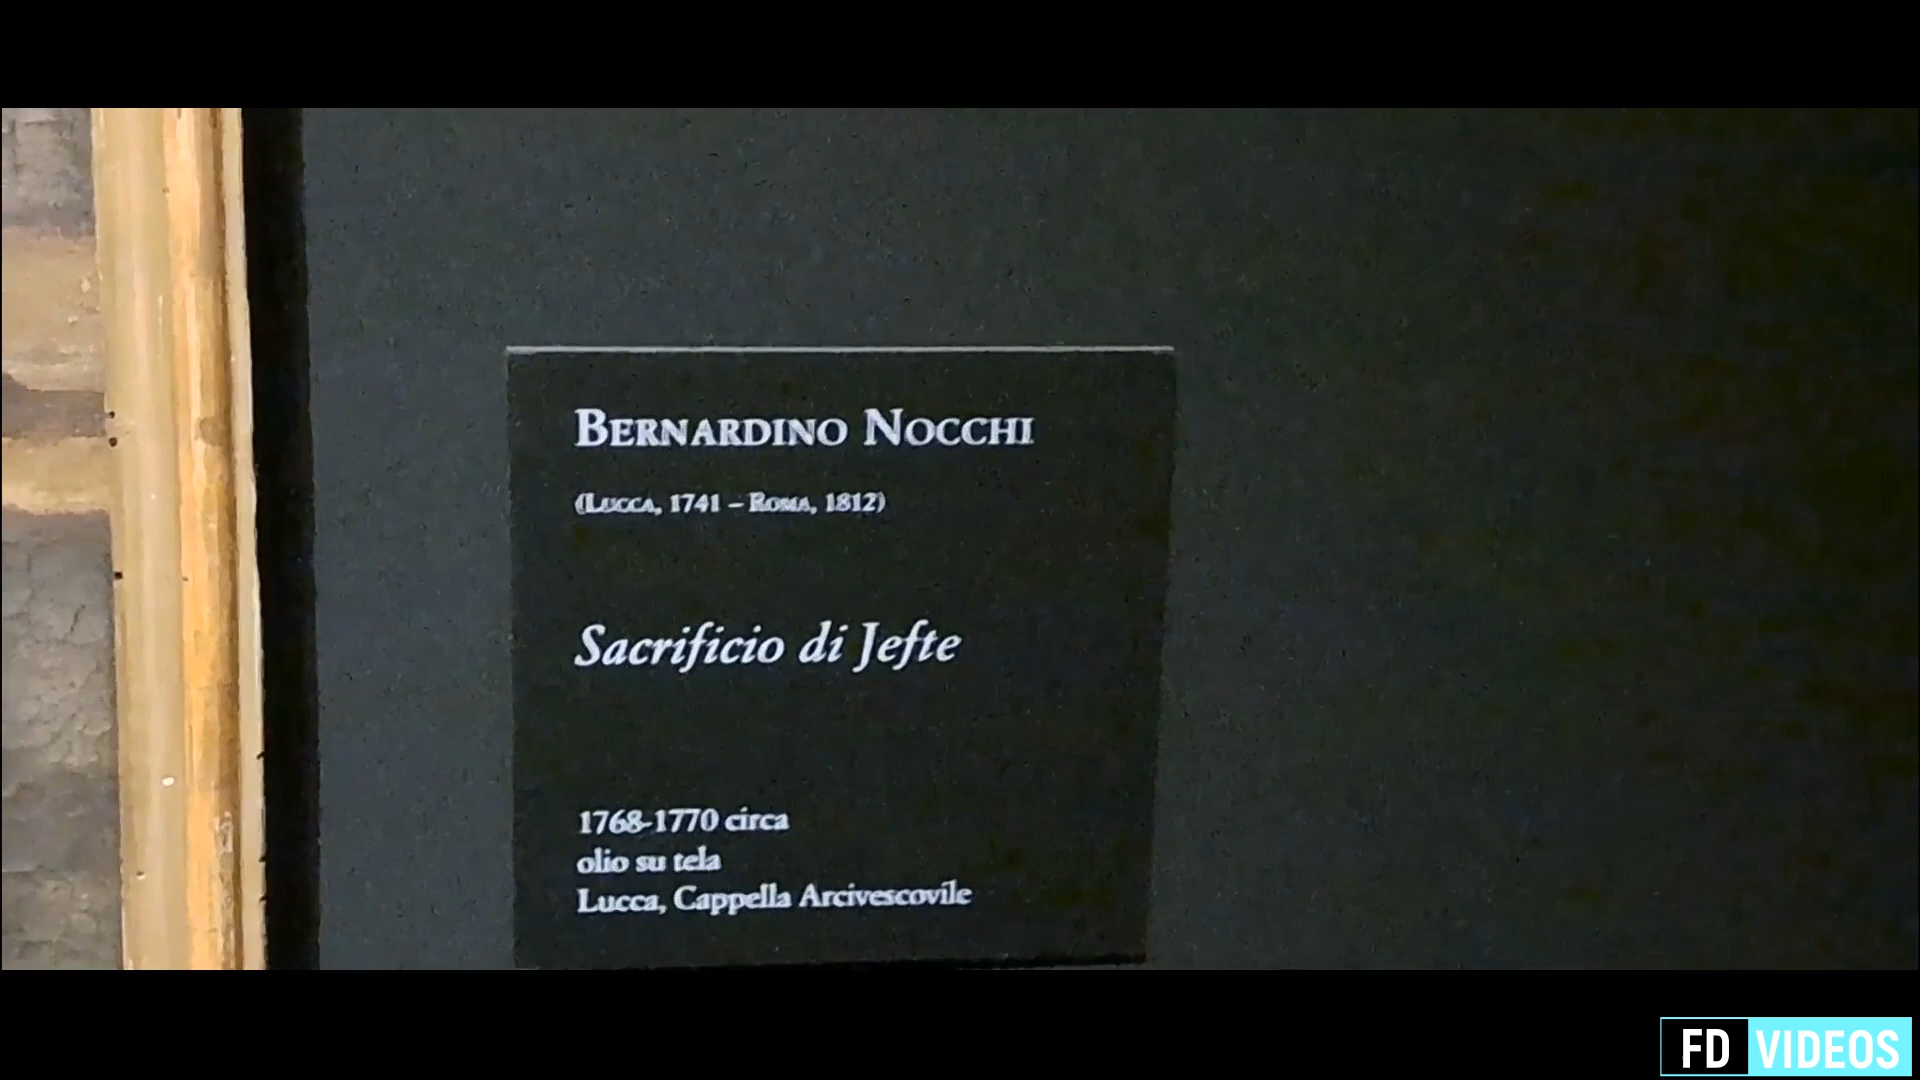 BERNARDINO NOCCHI
(LUCCA, 1741 – ROMA, 1812)
Sacrificio di Jefte
1768-1770 circa
olio su tela
Lucca, Cappella Arcivescovile
FD VIDEOS